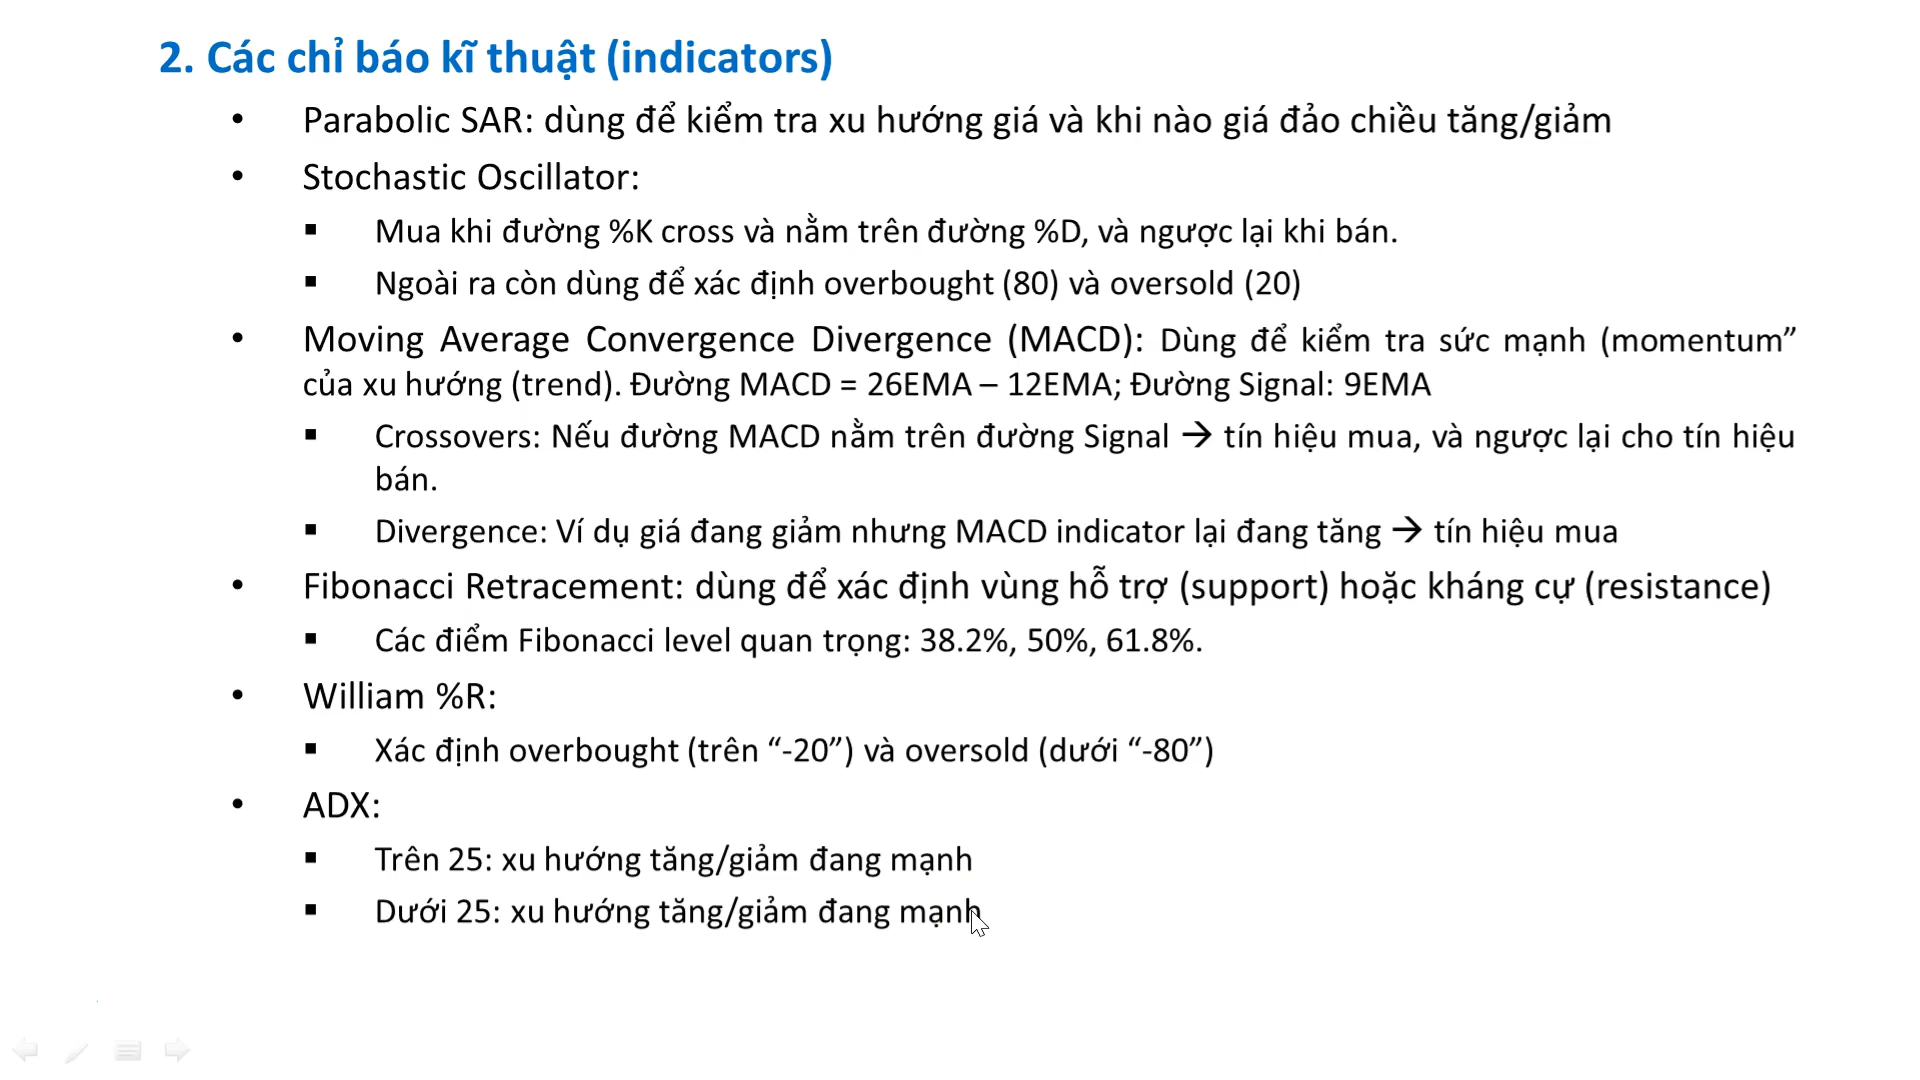 2. Các chỉ báo kĩ thuật (indicators)
• Parabolic SAR: dùng để kiểm tra xu hướng giá và khi nào giá đảo chiều tăng/giảm
• Stochastic Oscillator:
▪ Mua khi đường %K cross và nằm trên đường %D, và ngược lại khi bán.
▪ Ngoài ra còn dùng để xác định overbought (80) và oversold (20)
• Moving Average Convergence Divergence (MACD): Dùng để kiểm tra sức mạnh (momentum”
của xu hướng (trend). Đường MACD = 26EMA – 12EMA; Đường Signal: 9EMA
▪ Crossovers: Nếu đường MACD nằm trên đường Signal → tín hiệu mua, và ngược lại cho tín hiệu
bán.
▪ Divergence: Ví dụ giá đang giảm nhưng MACD indicator lại đang tăng → tín hiệu mua
• Fibonacci Retracement: dùng để xác định vùng hỗ trợ (support) hoặc kháng cự (resistance)
▪ Các điểm Fibonacci level quan trọng: 38.2%, 50%, 61.8%.
• William %R:
▪ Xác định overbought (trên “-20”) và oversold (dưới “-80”)
• ADX:
▪ Trên 25: xu hướng tăng/giảm đang mạnh
▪ Dưới 25: xu hướng tăng/giảm đang mạnh